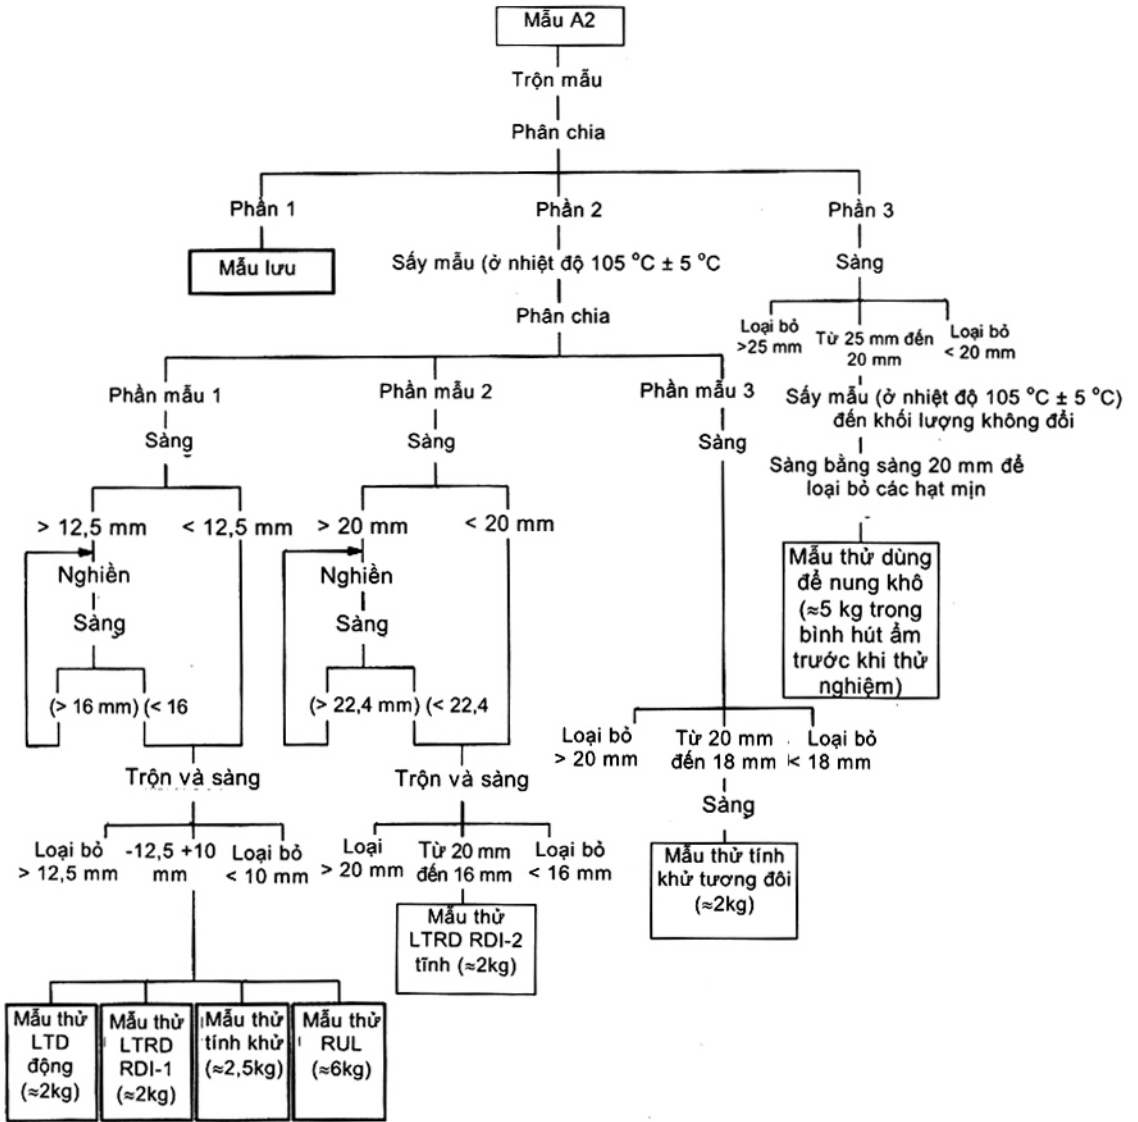 Mẫu A2
Trộn mẫu
Phân chia
Phần 1
Phần 2
Phần 3
Mẫu lưu
Sấy mẫu (ở nhiệt độ 105 °C ± 5 °C
Sàng
Phân chia
Loại bỏ
>25 mm
Từ 25 mm đến
20 mm
Loại bỏ
< 20 mm
Phần mẫu 1
Phần mẫu 2
Phần mẫu 3
Sấy mẫu (ở nhiệt độ 105 °C ± 5 °C)
đến khối lượng không đổi
Sàng
Sàng
Sàng
Sàng bằng sàng 20 mm để
loại bỏ các hạt mịn
> 12,5 mm
< 12,5 mm
> 20 mm
< 20 mm
Nghiền
Sàng
Nghiền
Sàng
Mẫu thử dùng
để nung khô
(≈5 kg trong
bình hút ẩm
trước khi thử
nghiệm)
(> 16 mm) (< 16
(> 22,4 mm) (< 22,4
Loại bỏ
> 20 mm
Từ 20 mm
đến 18 mm
Loại bỏ
< 18 mm
Trộn và sàng
Trộn và sàng
Sàng
Loại bỏ
> 12,5 mm
-12,5 +10
mm
Loại bỏ
< 10 mm
Loại
> 20 mm
Từ 20 mm
đến 16 mm
Loại bỏ
< 16 mm
Mẫu thử tính
khử tương đôi
(≈2kg)
Mẫu thử
LTRD RDI-2
tĩnh (≈2kg)
Mẫu thử
LTD
động
(≈2kg)
Mẫu thử
LTRD
RDI-1
(≈2kg)
Mẫu thử
tính khử
(≈2,5kg)
Mẫu thử
RUL
(≈6kg)